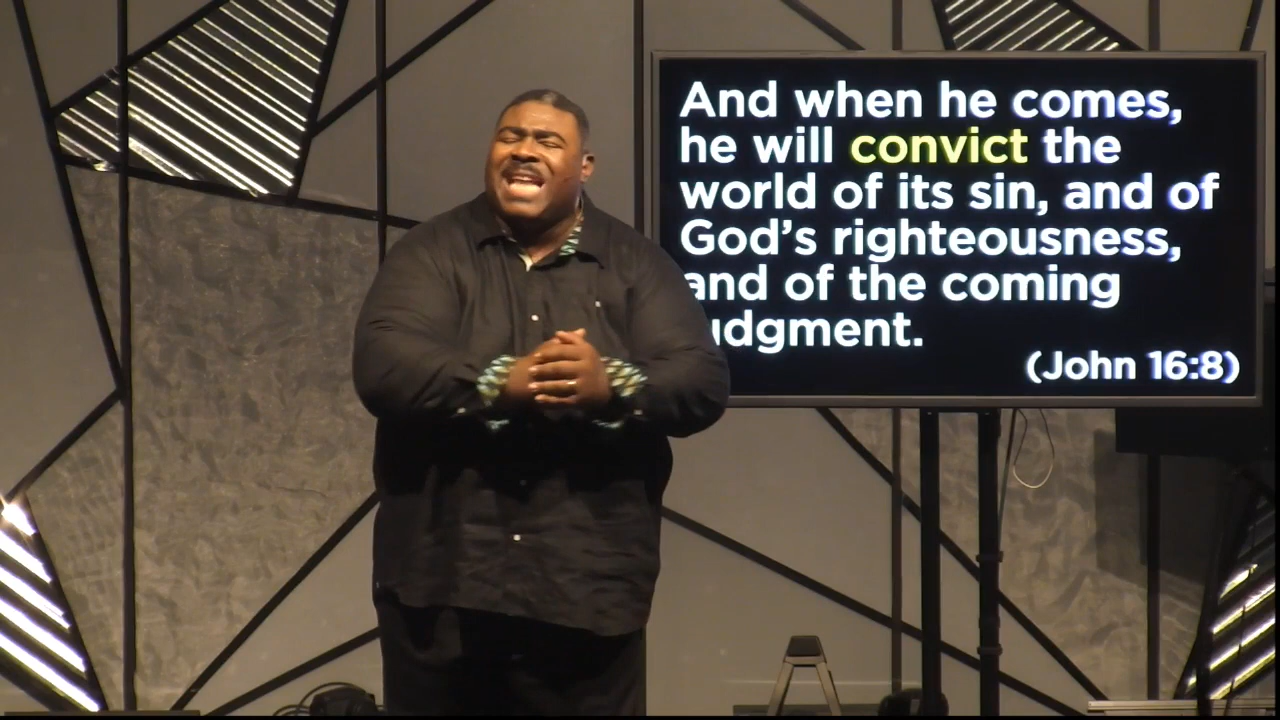 And when he comes,
he will convict the
world of its sin, and of
God's righteousness,
and of the coming
judgment.
(John 16:8)